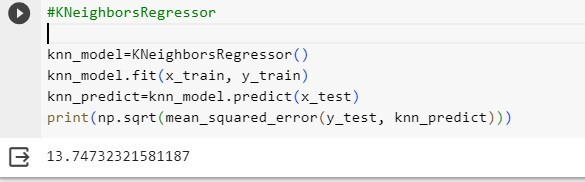 #KNeighborsRegressor
knn_model=KNeighborsRegressor()
knn_model.fit(x_train, y_train)
knn_predict=knn_model.predict(x_test)
print(np.sqrt(mean_squared_error(y_test, knn_predict)))
13.74732321581187